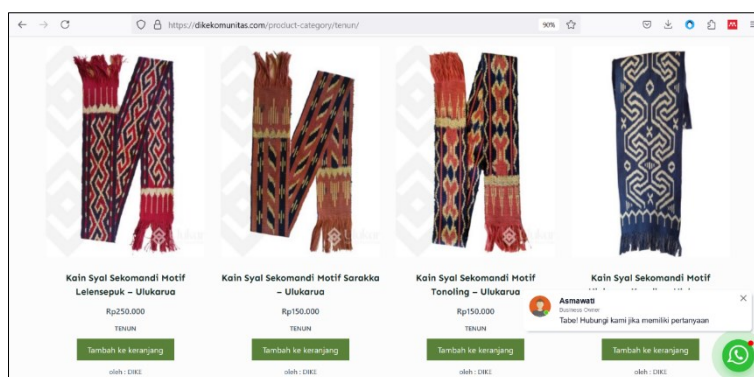 https://dikekomunitas.com/product-category/tenun/
90%
Kain Syal Sekomandi Motif
Lelensepuk – Ulukarua
Rp250.000
TENUN
Tambah ke keranjang
oleh : DIKE
Kain Syal Sekomandi Motif Sarakka
– Ulukarua
Rp150.000
TENUN
Tambah ke keranjang
oleh : DIKE
Kain Syal Sekomandi Motif
Tonoling – Ulukarua
Rp150.000
TENUN
Tambah ke keranjang
oleh : DIKE
Kain Syal Sekomandi Motif
Asmawati
Business Owner
Tabe! Hubungi kami jika memiliki pertanyaan
Tambah ke keranjang
oleh : DIKE